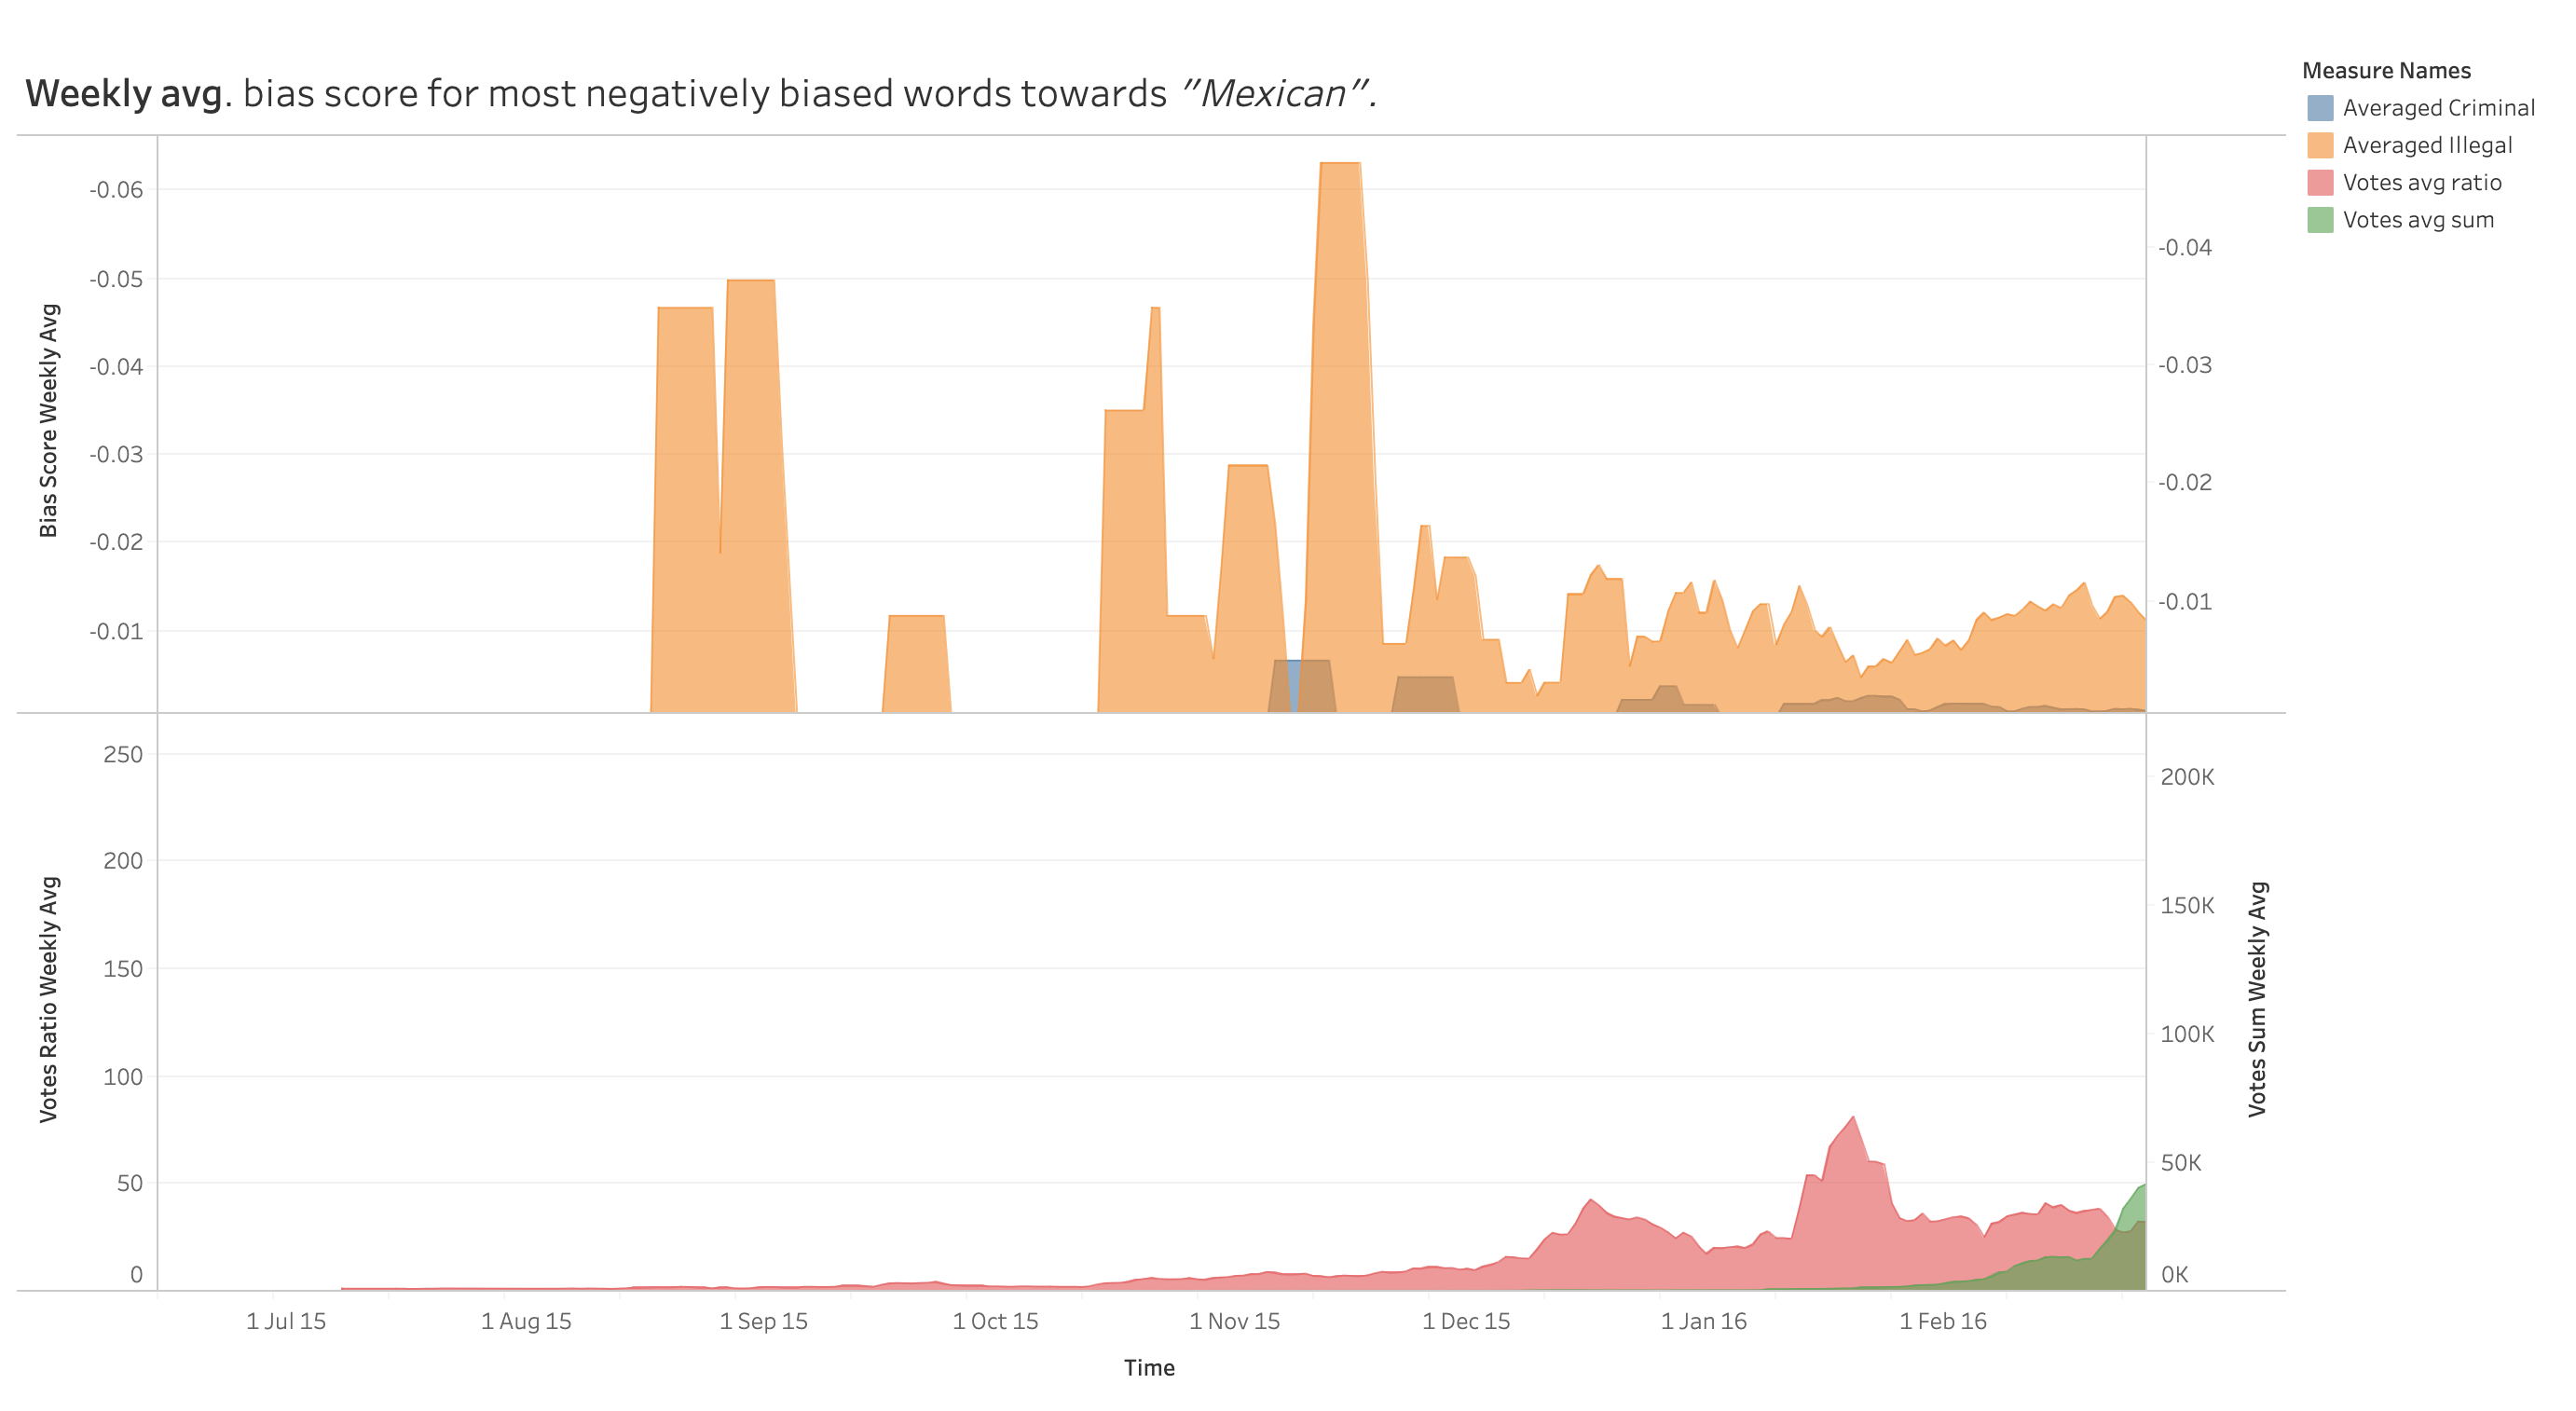 Weekly avg. bias score for most negatively biased words towards "Mexican".
Measure Names
Averaged Criminal
Averaged Illegal
Votes avg ratio
Votes avg sum
Bias Score Weekly Avg
-0.06
-0.05
-0.04
-0.03
-0.02
-0.01
-0.04
-0.03
-0.02
-0.01
Votes Ratio Weekly Avg
250
200
150
100
50
0
200K
150K
100K
50K
0K
Votes Sum Weekly Avg
1 Jul 15 1 Aug 15 1 Sep 15 1 Oct 15 1 Nov 15 1 Dec 15 1 Jan 16 1 Feb 16
Time